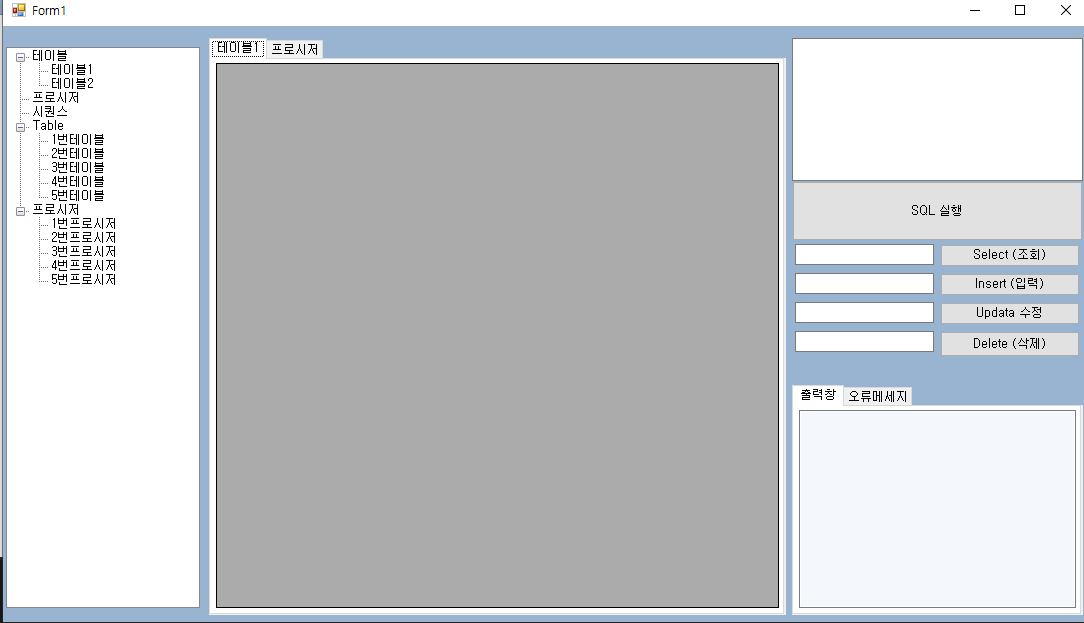 Form1
테이블
테이블1
테이블2
프로시저
시퀀스
Table
1번테이블
2번테이블
3번테이블
4번테이블
5번테이블
프로시저
1번프로시저
2번프로시저
3번프로시저
4번프로시저
5번프로시저
테이블1 프로시저
SQL 실행
Select (조회)
Insert (입력)
Updata 수정
Delete (삭제)
출력창 오류메세지